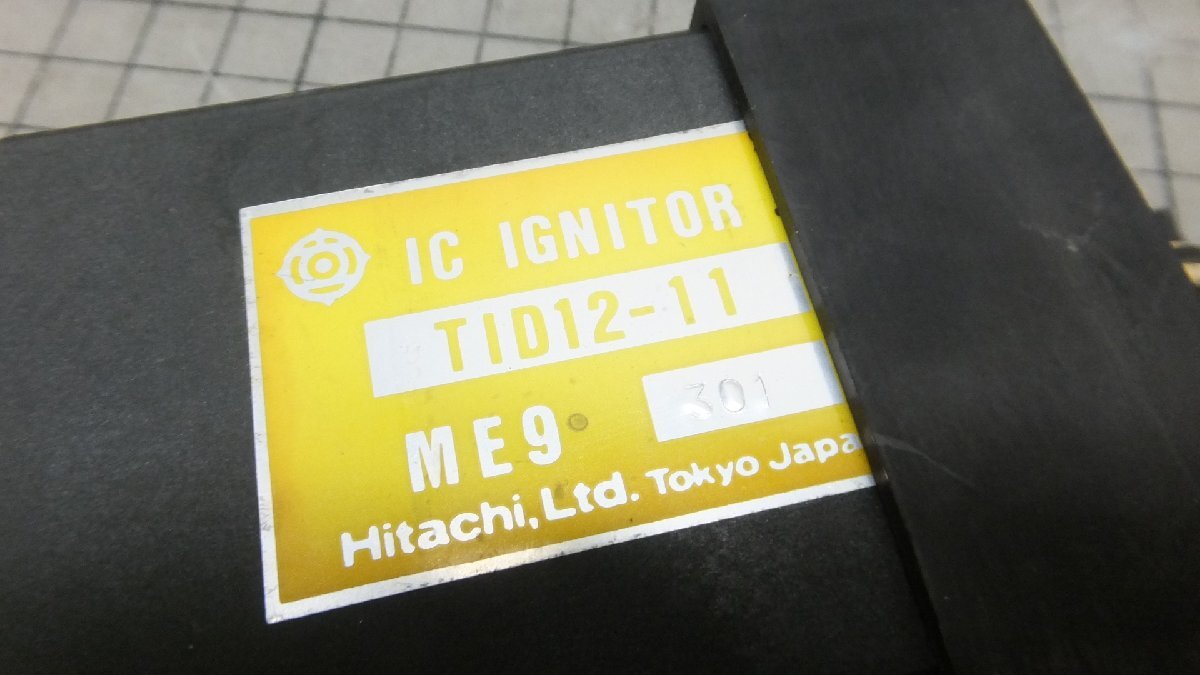 IC IGNITOR
TID12-11
ME9 301
Hitachi, Ltd. Tokyo Japa